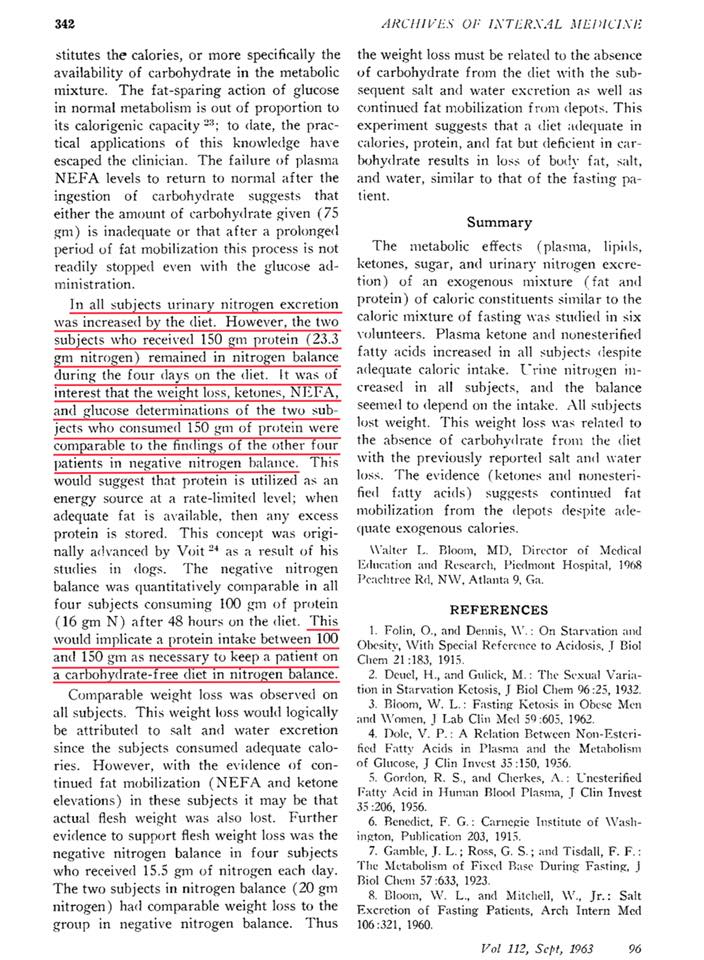 342
ARCHIVES OF INTERNAL MEDICINE
stitutes the calories, or more specifically the
availability of carbohydrate in the metabolic
mixture. The fat-sparing action of glucose
in normal metabolism is out of proportion to
its calorigenic capacity 23; to date, the prac-
tical applications of this knowledge have
escaped the clinician. The failure of plasma
NEFA levels to return to normal after the
ingestion of carbohydrate suggests that
either the amount of carbohydrate given (75
gm) is inadequate or that after a prolonged
period of fat mobilization this process is not
readily stopped even with the glucose ad-
ministration.
In all subjects urinary nitrogen excretion
was increased by the diet. However, the two
subjects who received 150 gm protein (23.3
gm nitrogen) remained in nitrogen balance
during the four days on the diet. It was of
interest that the weight loss, ketones, NEFA,
and glucose determinations of the two sub-
jects who consumed 150 gm of protein were
comparable to the findings of the other four
patients in negative nitrogen balance. This
would suggest that protein is utilized as an
energy source at a rate-limited level; when
adequate fat is available, then any excess
protein is stored. This concept was origi-
nally advanced by Voit 24 as a result of his
studies in dogs. The negative nitrogen
balance was quantitatively comparable in all
four subjects consuming 100 gm of protein
(16 gm N) after 48 hours on the diet. This
would implicate a protein intake between 100
and 150 gm as necessary to keep a patient on
a carbohydrate-free diet in nitrogen balance.
Comparable weight loss was observed on
all subjects. This weight loss would logically
be attributed to salt and water excretion
since the subjects consumed adequate calo-
ries. However, with the evidence of con-
tinued fat mobilization (NEFA and ketone
elevations) in these subjects it may be that
actual flesh weight was also lost. Further
evidence to support flesh weight loss was the
negative nitrogen balance in four subjects
who received 15.5 gm of nitrogen each day.
The two subjects in nitrogen balance (20 gm
nitrogen) had comparable weight loss to the
group in negative nitrogen balance. Thus
the weight loss must be related to the absence
of carbohydrate from the diet with the sub-
sequent salt and water excretion as well as
continued fat mobilization from depots. This
experiment suggests that a diet adequate in
calories, protein, and fat but deficient in car-
bohydrate results in loss of body fat, salt,
and water, similar to that of the fasting pa-
tient.
Summary
The metabolic effects (plasma, lipids,
ketones, sugar, and urinary nitrogen excre-
tion) of an exogenous mixture (fat and
protein) of caloric constituents similar to the
caloric mixture of fasting was studied in six
volunteers. Plasma ketone and nonesterified
fatty acids increased in all subjects despite
adequate caloric intake. Urine nitrogen in-
creased in all subjects, and the balance
seemed to depend on the intake. All subjects
lost weight. This weight loss was related to
the absence of carbohydrate from the diet
with the previously reported salt and water
loss. The evidence (ketones and nonesteri-
fied fatty acids) suggests continued fat
mobilization from the depots despite ade-
quate exogenous calories.
Walter L. Bloom, MD, Director of Medical
Education and Research, Piedmont Hospital, 1968
Peachtree Rd, NW, Atlanta 9, Ga.
REFERENCES
1. Folin, O., and Dennis, W.: On Starvation and
Obesity, With Special Reference to Acidosis, J Biol
Chem 21:183, 1915.
2. Deuel, H., and Gulick, M.: The Sexual Varia-
tion in Starvation Ketosis, J Biol Chem 96:25, 1932.
3. Bloom, W. L.: Fasting Ketosis in Obese Men
and Women, J Lab Clin Med 59:605, 1962.
4. Dole, V. P.: A Relation Between Non-Esteri-
fied Fatty Acids in Plasma and the Metabolism
of Glucose, J Clin Invest 35:150, 1956.
5. Gordon, R. S., and Cherkes, A.: Unesterified
Fatty Acid in Human Blood Plasma, J Clin Invest
35:206, 1956.
6. Benedict, F. G.: Carnegie Institute of Wash-
ington, Publication 203, 1915.
7. Gamble, J. L.; Ross, G. S.; and Tisdall, F. F.:
The Metabolism of Fixed Base During Fasting, J
Biol Chem 57:633, 1923.
8. Bloom, W. L., and Mitchell, W., Jr.: Salt
Excretion of Fasting Patients, Arch Intern Med
106:321, 1960.
Vol 112, Sept, 1963 96